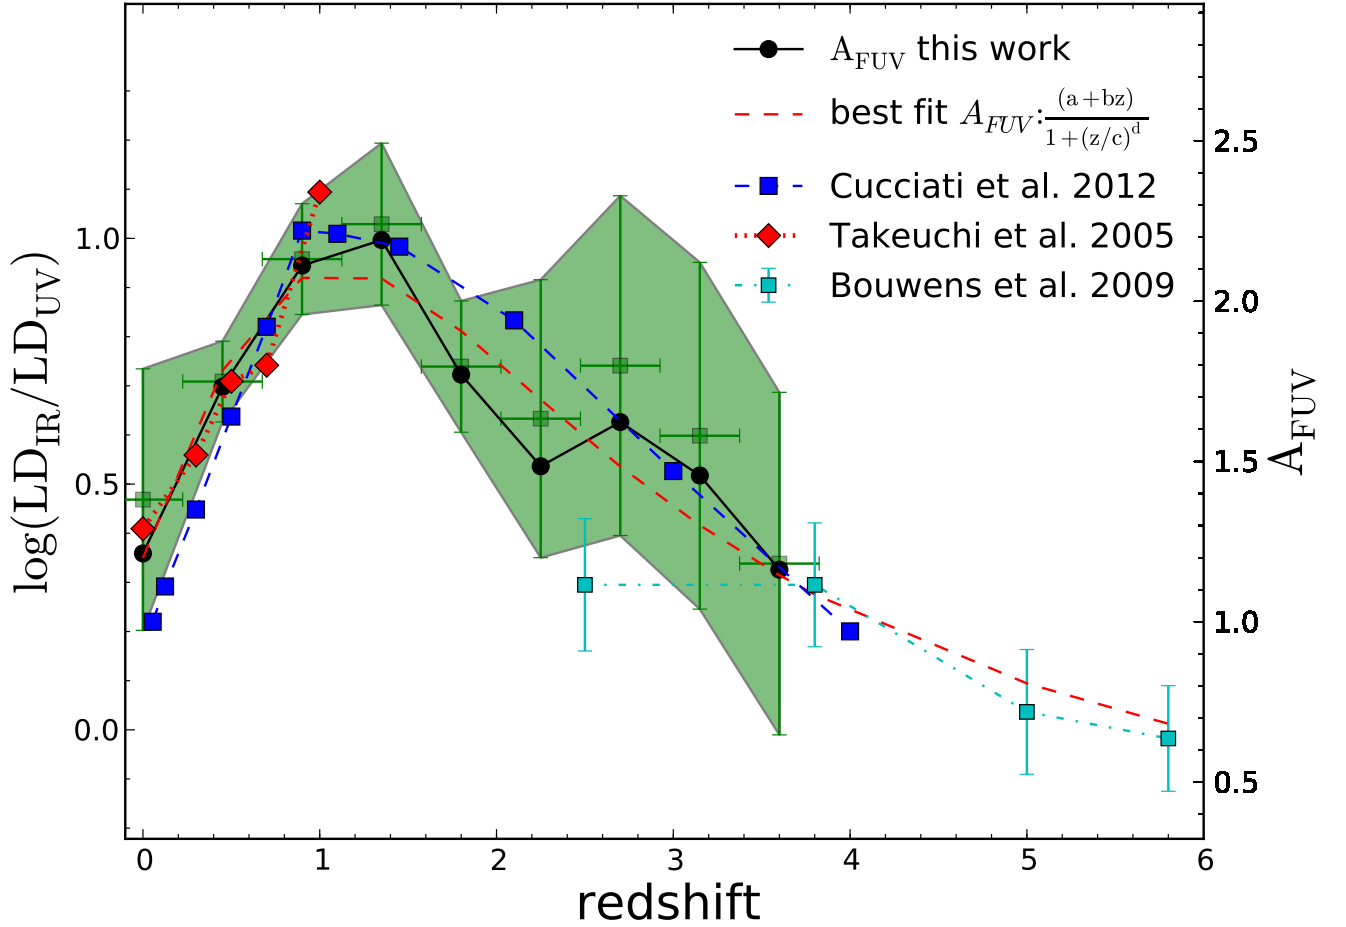 A_FUV this work
best fit A_FUV:(a+bz)/1+(z/c)^d
Cucciati et al. 2012
Takeuchi et al. 2005
Bouwens et al. 2009
log(LD_IR/LD_UV)
1.0
0.5
0.0
2.5
2.0
1.5
1.0
0.5
A_FUV
0 1 2 3 4 5 6
redshift